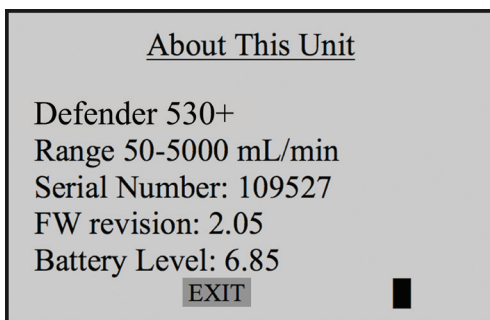 About This Unit
Defender 530+
Range 50-5000 mL/min
Serial Number: 109527
FW revision: 2.05
Battery Level: 6.85
EXIT